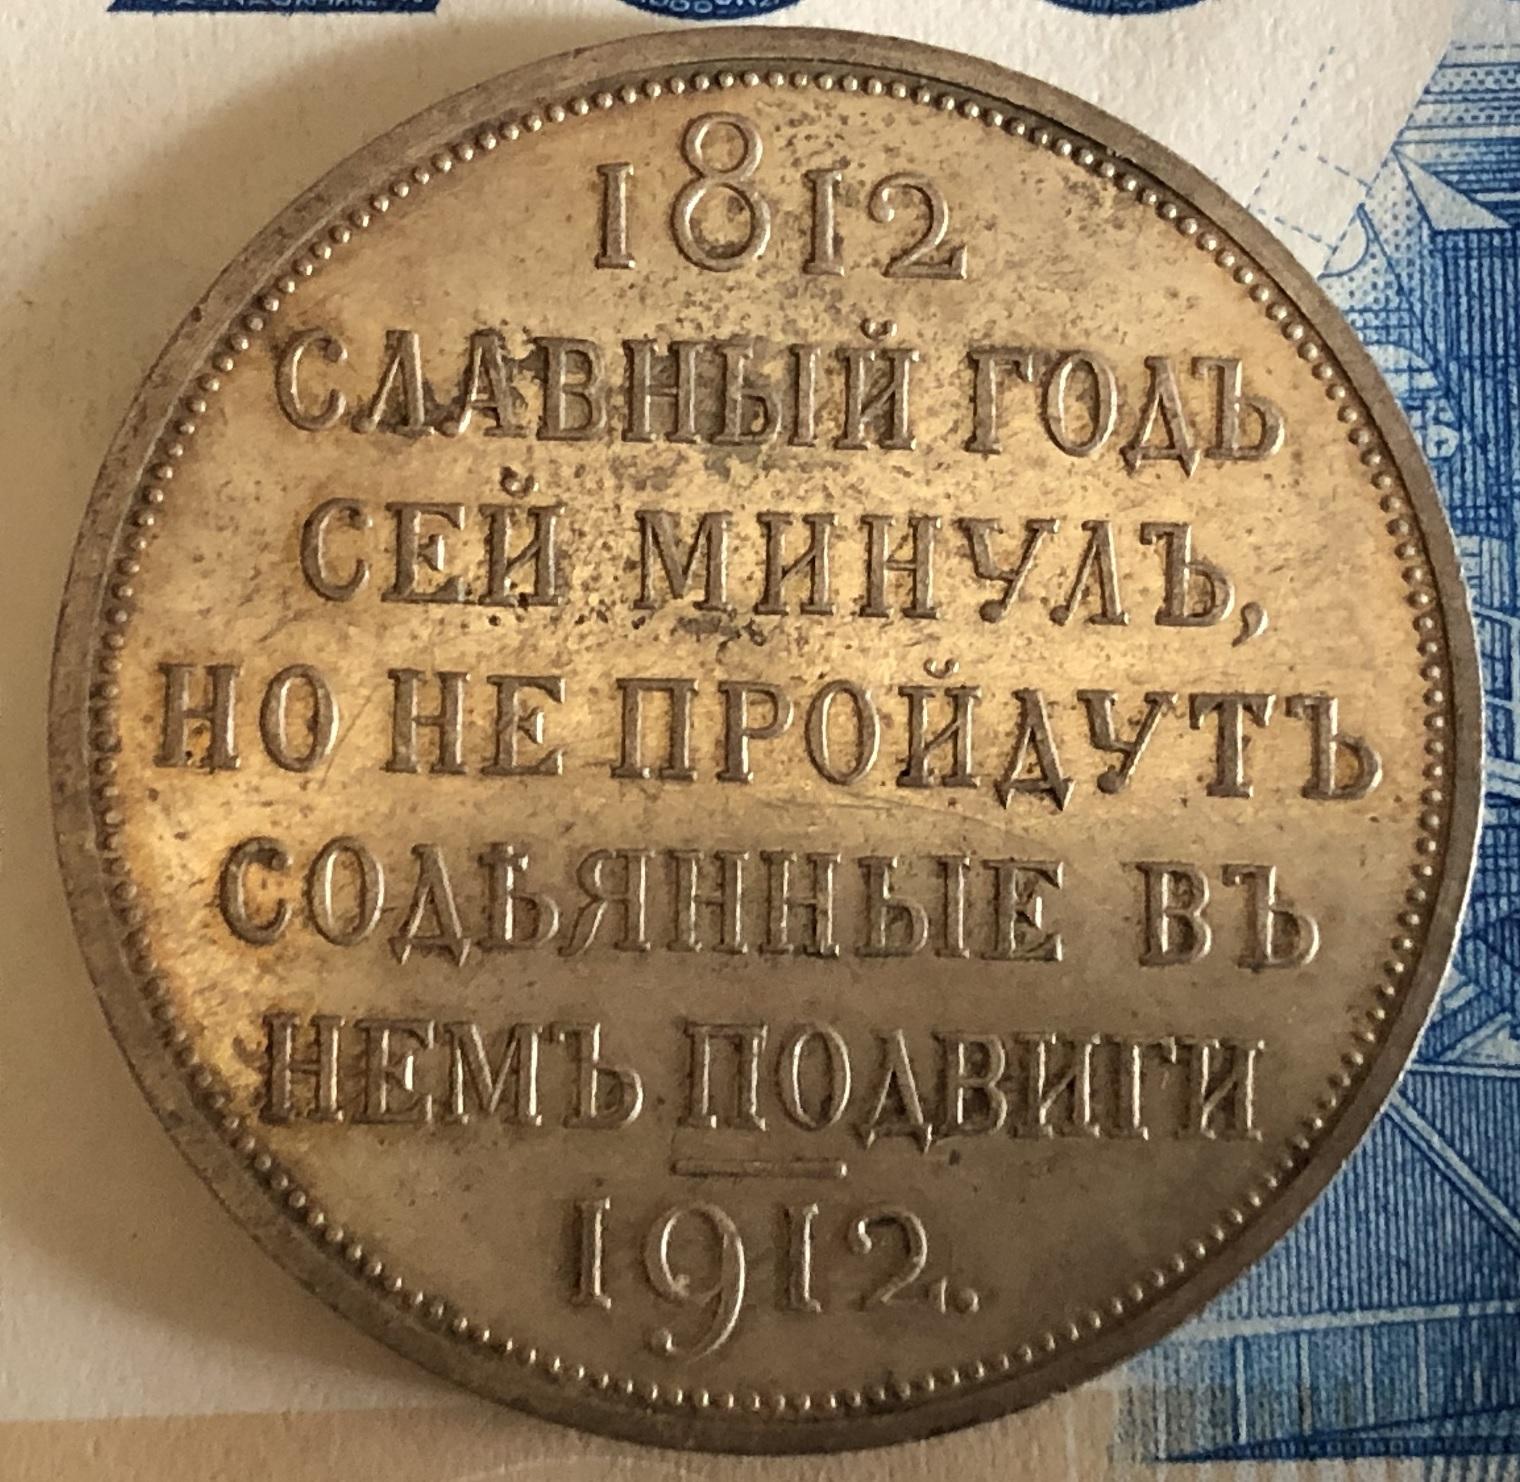 1812
СЛАВНЫЙ ГОДЪ
СЕЙ МИНУЛЪ,
НО НЕ ПРОЙДУТЪ
СОДѢЯННЫЕ ВЪ
НЕМЪ ПОДВИГИ
1912.